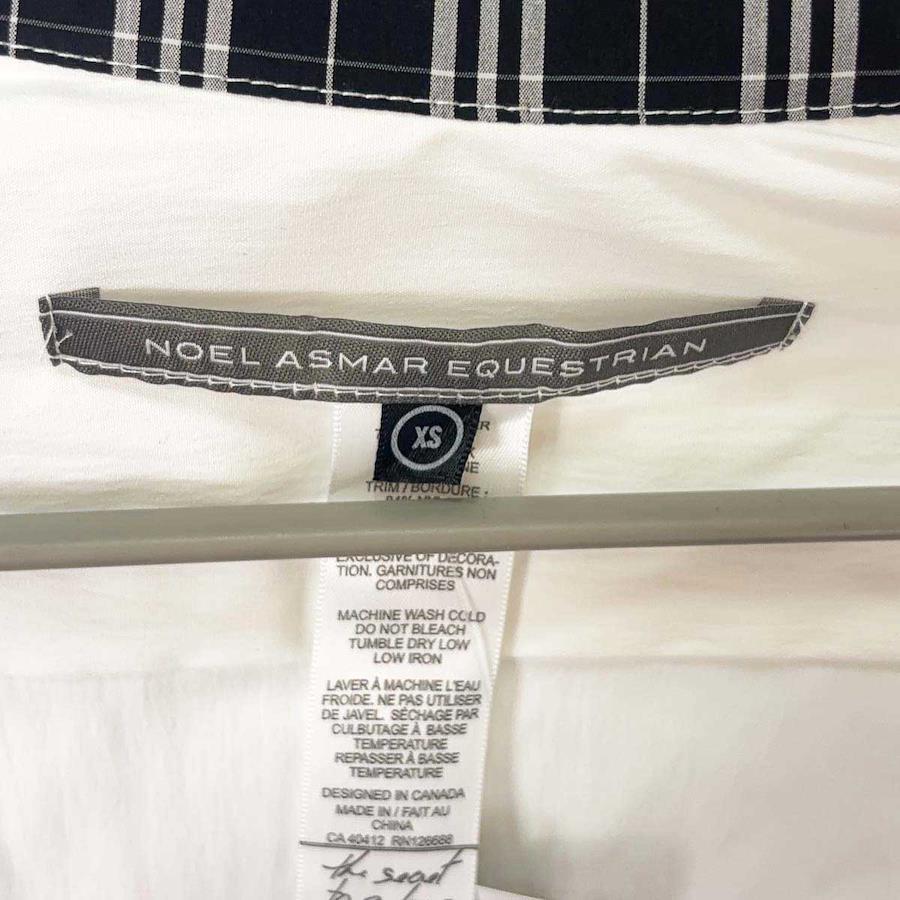 NOEL ASMAR EQUESTRIAN
XS
TRIM / BORDURE :
EXCLUSIVE OF DECORA-
TION. GARNITURES NON
COMPRISES
MACHINE WASH COLD
DO NOT BLEACH
TUMBLE DRY LOW
LOW IRON
LAVER À MACHINE L'EAU
FROIDE. NE PAS UTILISER
DE JAVEL. SÉCHAGE PAR
CULBUTAGE À BASSE
TEMPERATURE
REPASSER À BASSE
TEMPERATURE
DESIGNED IN CANADA
MADE IN / FAIT AU
CHINA
CA 40412 RN126688
the secret